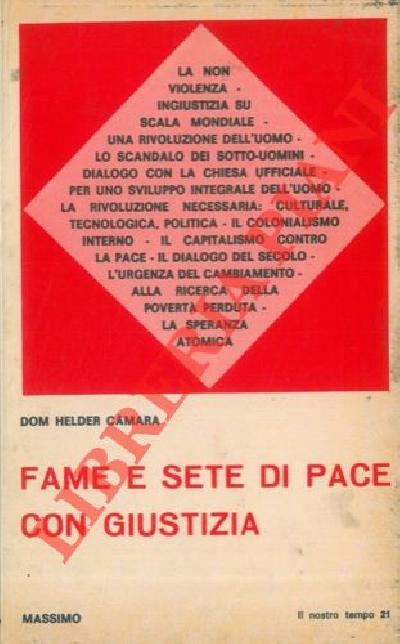 LA NON
VIOLENZA -
INGIUSTIZIA SU
SCALA MONDIALE -
UNA RIVOLUZIONE DELL'UOMO -
LO SCANDALO DEI SOTTO-UOMINI -
DIALOGO CON LA CHIESA UFFICIALE
PER UNO SVILUPPO INTEGRALE DELL'UOMO -
LA RIVOLUZIONE NECESSARIA: CULTURALE,
TECNOLOGICA, POLITICA - IL COLONIALISMO
INTERNO - IL CAPITALISMO CONTRO
LA PACE - IL DIALOGO DEL SECOLO -
L'URGENZA DEL CAMBIAMENTO -
ALLA RICERCA DELLA
POVERTÀ PERDUTA -
LA SPERANZA
ATOMICA
DOM HELDER CÂMARA
FAME E SETE DI PACE
CON GIUSTIZIA
MASSIMO
Il nostro tempo 21